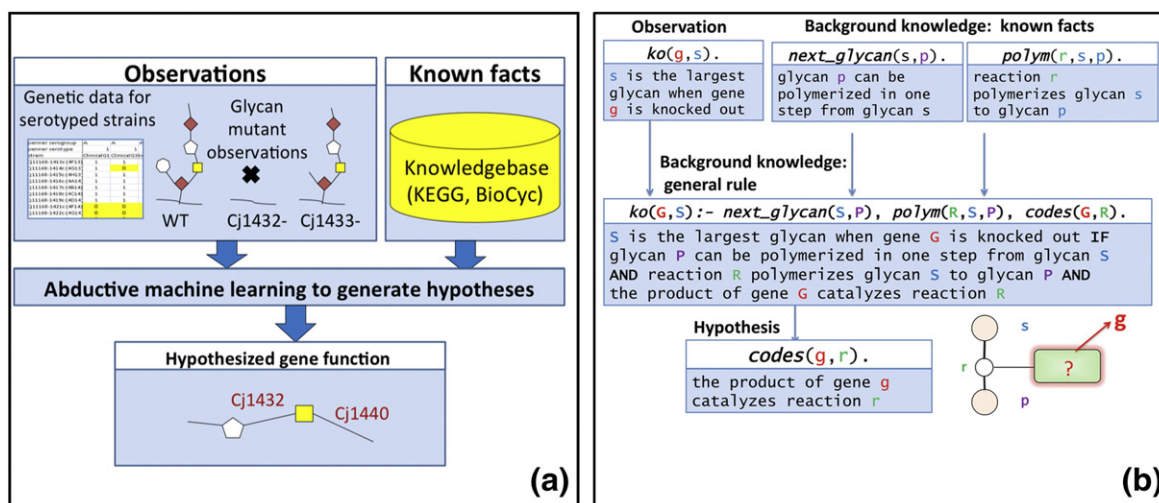 Observations
Genetic data for
serotyped strains
Glycan
mutant
observations
WT
Cj1432-
Cj1433-
Known facts
Knowledgebase
(KEGG, BioCyc)
Abductive machine learning to generate hypotheses
Hypothesized gene function
Cj1432
Cj1440
(a)
Observation
ko(g,s).
s is the largest
glycan when gene
g is knocked out
Background knowledge: known facts
next_glycan(s,p).
glycan p can be
polymerized in one
step from glycan s
polym(r,s,p).
reaction r
polymerizes glycan s
to glycan p
Background knowledge:
general rule
ko(G,S):- next_glycan(S,P), polym(R,S,P), codes(G,R).
S is the largest glycan when gene G is knocked out IF
glycan P can be polymerized in one step from glycan S
AND reaction R polymerizes glycan S to glycan P AND
the product of gene G catalyzes reaction R
Hypothesis
codes(g,r).
the product of gene g
catalyzes reaction r
g
s
r
?
p
(b)